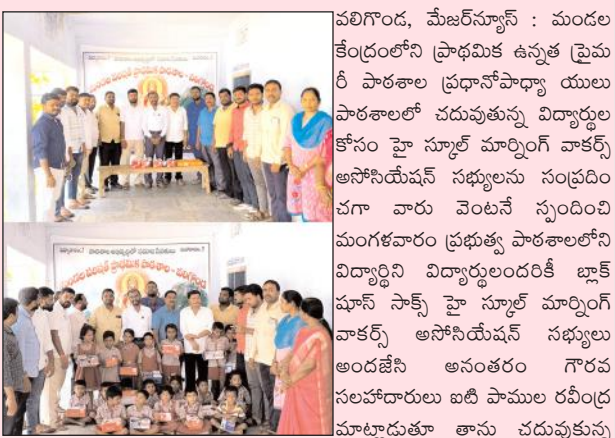 వలిగొండ, మేజర్‌న్యూస్ : మండల
కేంద్రంలోని ప్రాథమిక ఉన్నత ప్రైమ
రీ పాఠశాల ప్రధానోపాధ్యా యులు
పాఠశాలలో చదువుతున్న విద్యార్థుల
కోసం హై స్కూల్ మార్నింగ్ వాకర్స్
అసోసియేషన్ సభ్యులను సంప్రదిం
చగా వారు వెంటనే స్పందించి
మంగళవారం ప్రభుత్వ పాఠశాలలోని
విద్యార్థిని విద్యార్థులందరికీ బ్లాక్
షూస్ సాక్స్ హై స్కూల్ మార్నింగ్
వాకర్స్ అసోసియేషన్ సభ్యులు
అందజేసి అనంతరం గౌరవ
సలహాదారులు ఐటి పాముల రవీంద్ర
మాట్లాడుతూ తాను చదువుకున్న